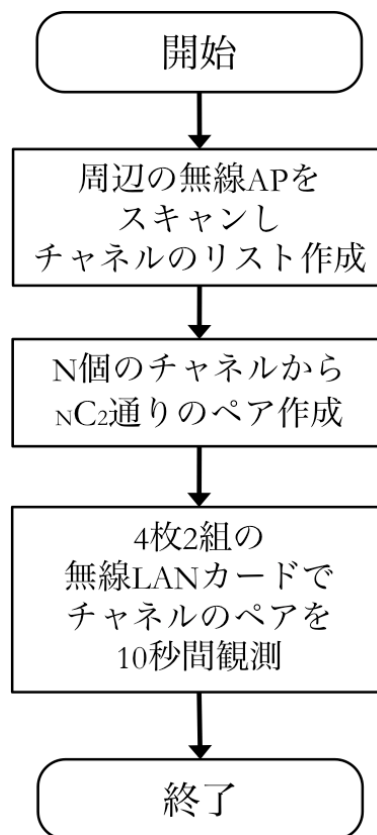 開始
周辺の無線APを
スキャンし
チャネルのリスト作成
N個のチャネルから
NC2通りのペア作成
4枚2組の
無線LANカードで
チャネルのペアを
10秒間観測
終了